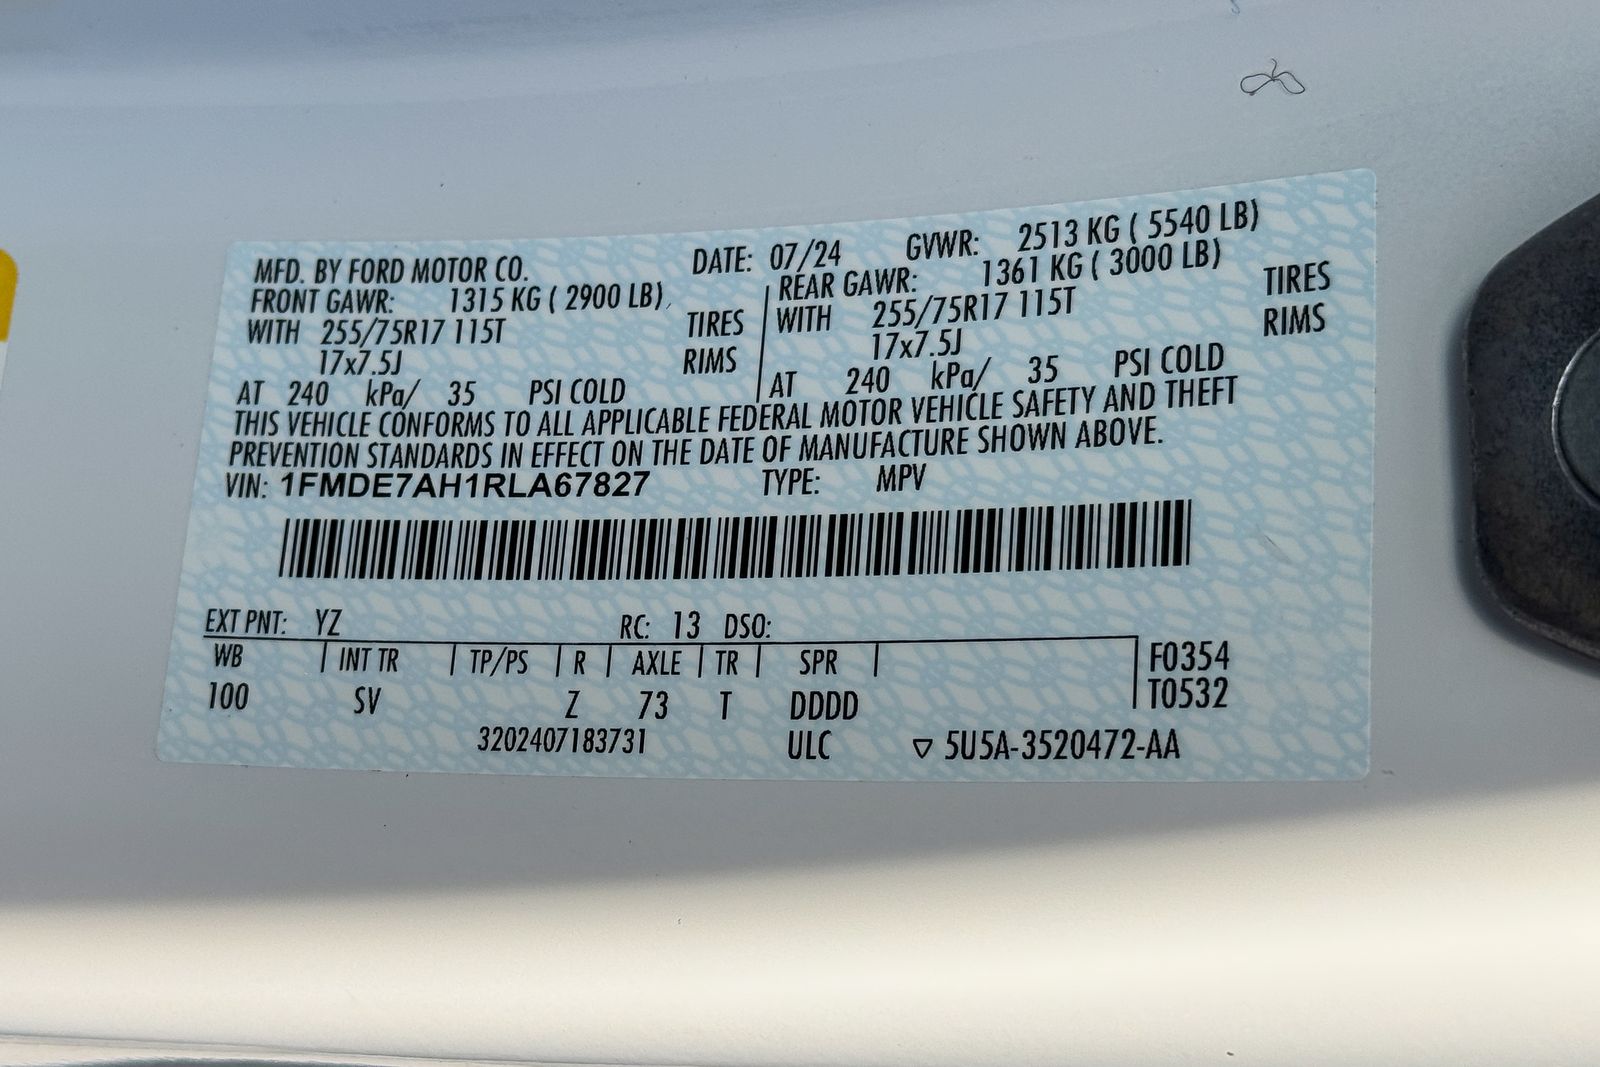 MFD. BY FORD MOTOR CO. DATE: 07/24 GVWR: 2513 KG ( 5540 LB)
FRONT GAWR: 1315 KG ( 2900 LB) REAR GAWR: 1361 KG ( 3000 LB)
WITH 255/75R17 115T TIRES WITH 255/75R17 115T TIRES
17x7.5J RIMS 17x7.5J RIMS
AT 240 kPa/ 35 PSI COLD AT 240 kPa/ 35 PSI COLD
THIS VEHICLE CONFORMS TO ALL APPLICABLE FEDERAL MOTOR VEHICLE SAFETY AND THEFT
PREVENTION STANDARDS IN EFFECT ON THE DATE OF MANUFACTURE SHOWN ABOVE.
VIN: 1FMDE7AH1RLA67827 TYPE: MPV
EXT PNT: YZ RC: 13 DSO:
WB INT TR TP/PS R AXLE TR SPR F0354
100 SV Z 73 T DDDD T0532
3202407183731 ULC ▽ 5U5A-3520472-AA